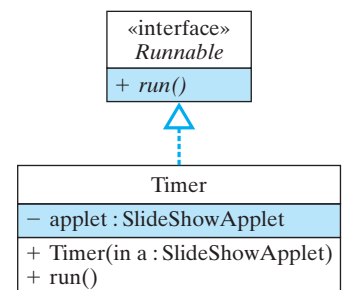 «interface»
Runnable
+ run()
Timer
− applet : SlideShowApplet
+ Timer(in a : SlideShowApplet)
+ run()